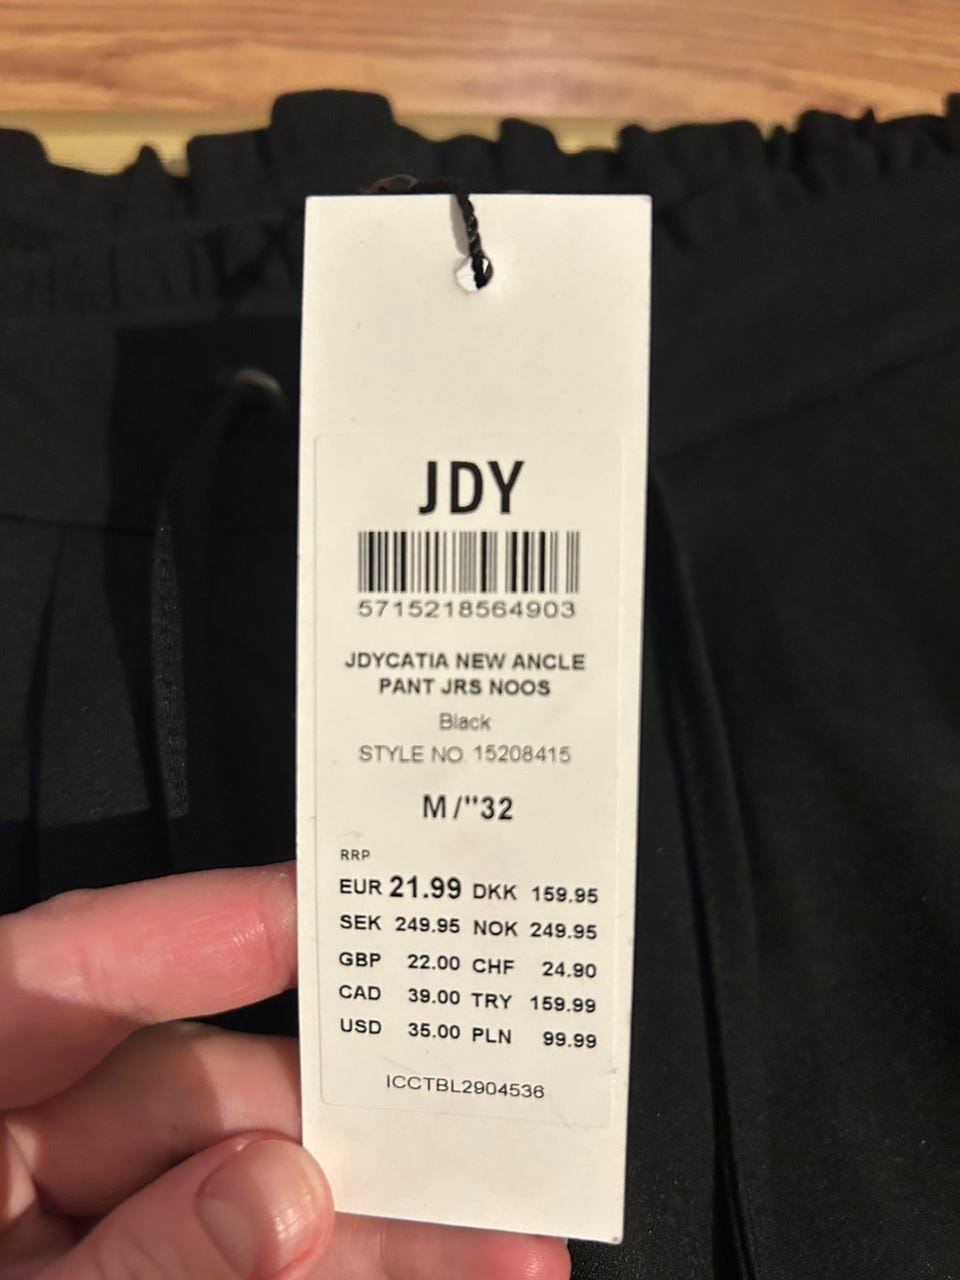 JDY
5715218564903
JDYCATIA NEW ANCLE
PANT JRS NOOS
Black
STYLE NO. 15208415
M/"32
RRP
EUR 21.99 DKK 159.95
SEK 249.95 NOK 249.95
GBP 22.00 CHF 24.90
CAD 39.00 TRY 159.99
USD 35.00 PLN 99.99
ICCTBL2904536